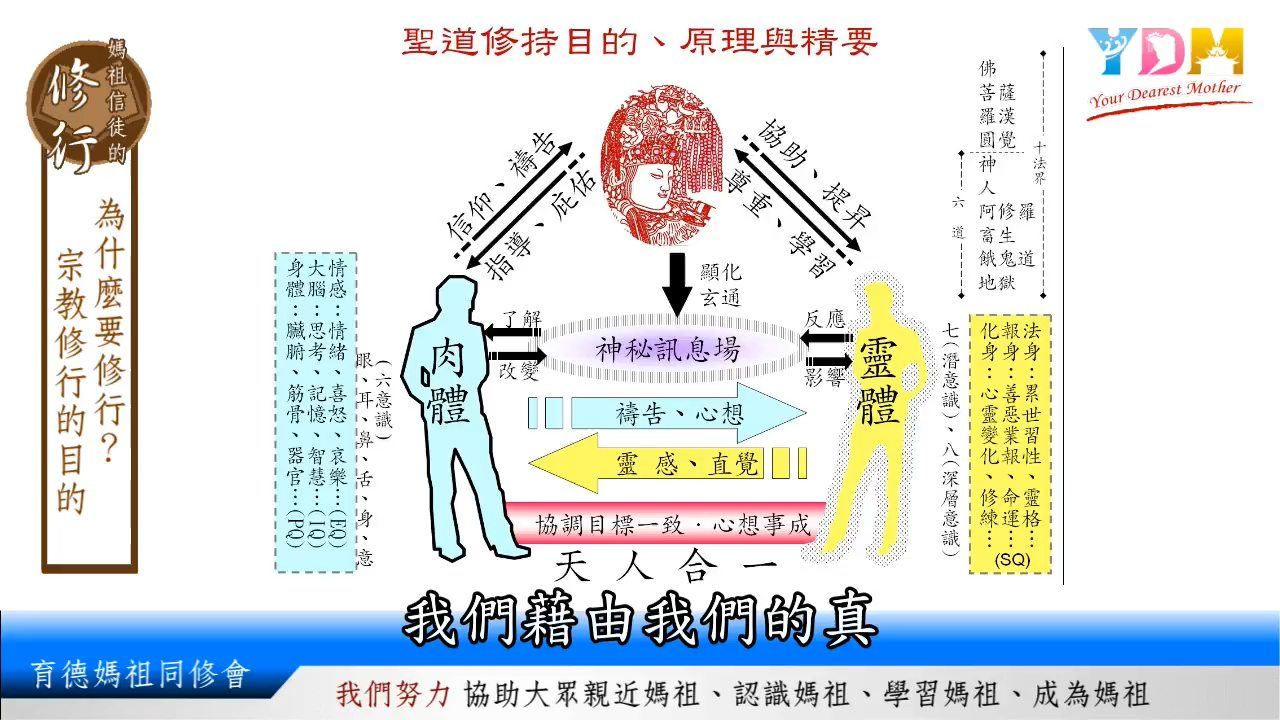 聖道修持目的、原理與精要
媽祖信徒的
修行
為什麼要修行？
宗教修行的目的
YDM
Your Dearest Mother
信仰、禱告
指導、庇佑
協助、提昇
尊重、學習
顯化
玄通
佛
菩薩
羅漢
圓覺
神
人
阿修羅
畜生
餓鬼道
地獄
十法界
六道
了解
改變
神秘訊息場
反應
影響
肉體
靈體
禱告、心想
靈感、直覺
協調目標一致．心想事成
天人合一
情感：情緒、喜怒、哀樂…(EQ)
大腦：思考、記憶、智慧…(IQ)
身體：臟腑、筋骨、器官…(PQ)
(六意識)
眼、耳、鼻、舌、身、意
七(潛意識)、八(深層意識)
法身：累世習性、靈格…
報身：善惡業報、命運…
化身：心靈變化、修練…
(SQ)
我們藉由我們的真
育德媽祖同修會
我們努力 協助大眾親近媽祖、認識媽祖、學習媽祖、成為媽祖